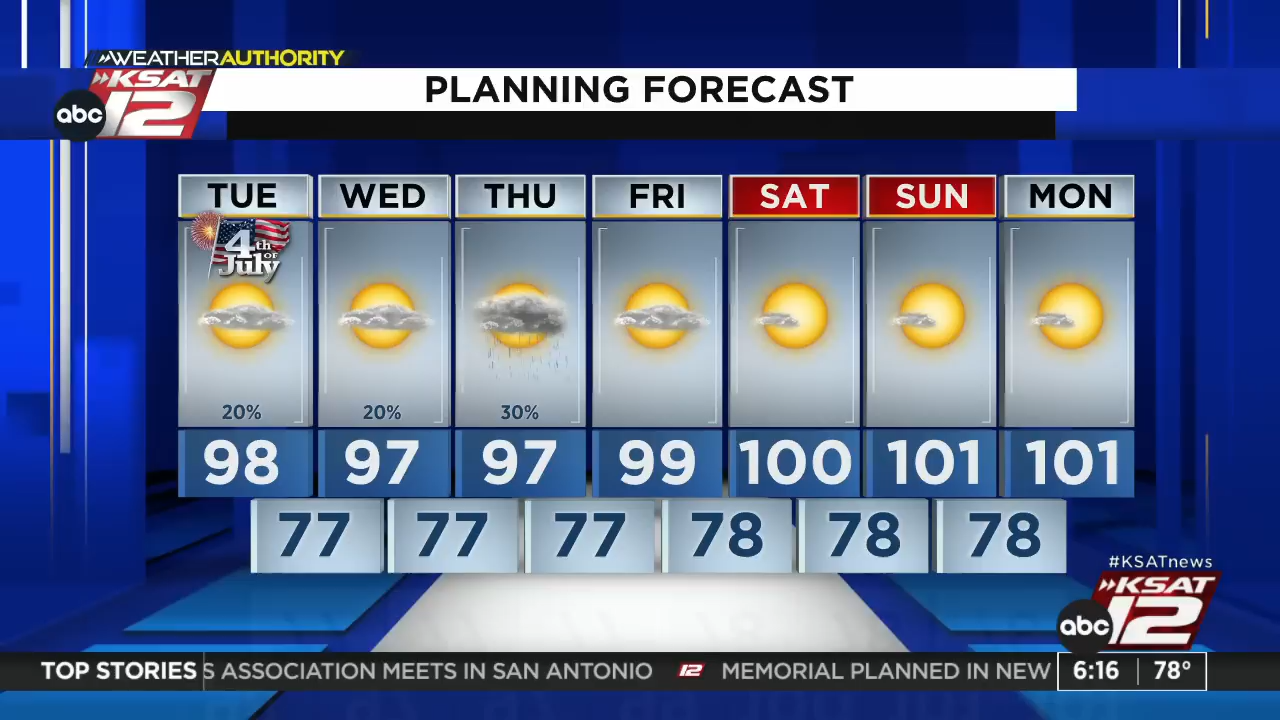 WEATHERAUTHORITY
KSAT
abc 12
PLANNING FORECAST
TUE WED THU FRI SAT SUN MON
4th OF July
20% 20% 30%
98 97 97 99 100 101 101
77 77 77 78 78 78
#KSATnews
KSAT
abc 12
TOP STORIES S ASSOCIATION MEETS IN SAN ANTONIO 12 MEMORIAL PLANNED IN NEW 6:16 78°